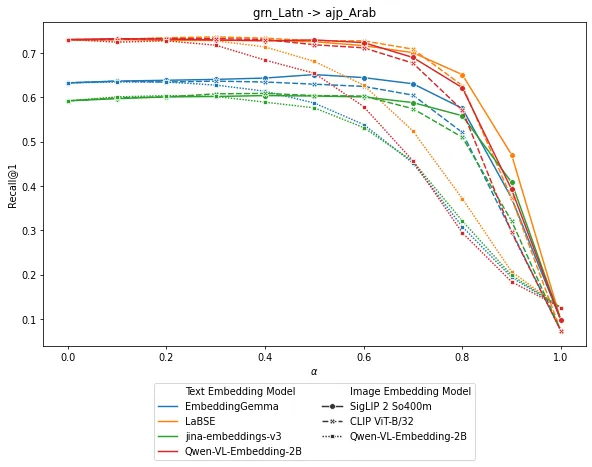 grn_Latn -> ajp_Arab
Recall@1
0.7
0.6
0.5
0.4
0.3
0.2
0.1
0.0
0.2
0.4
0.6
0.8
1.0
α
Text Embedding Model
EmbeddingGemma
LaBSE
jina-embeddings-v3
Qwen-VL-Embedding-2B
Image Embedding Model
SigLIP 2 So400m
CLIP ViT-B/32
Qwen-VL-Embedding-2B